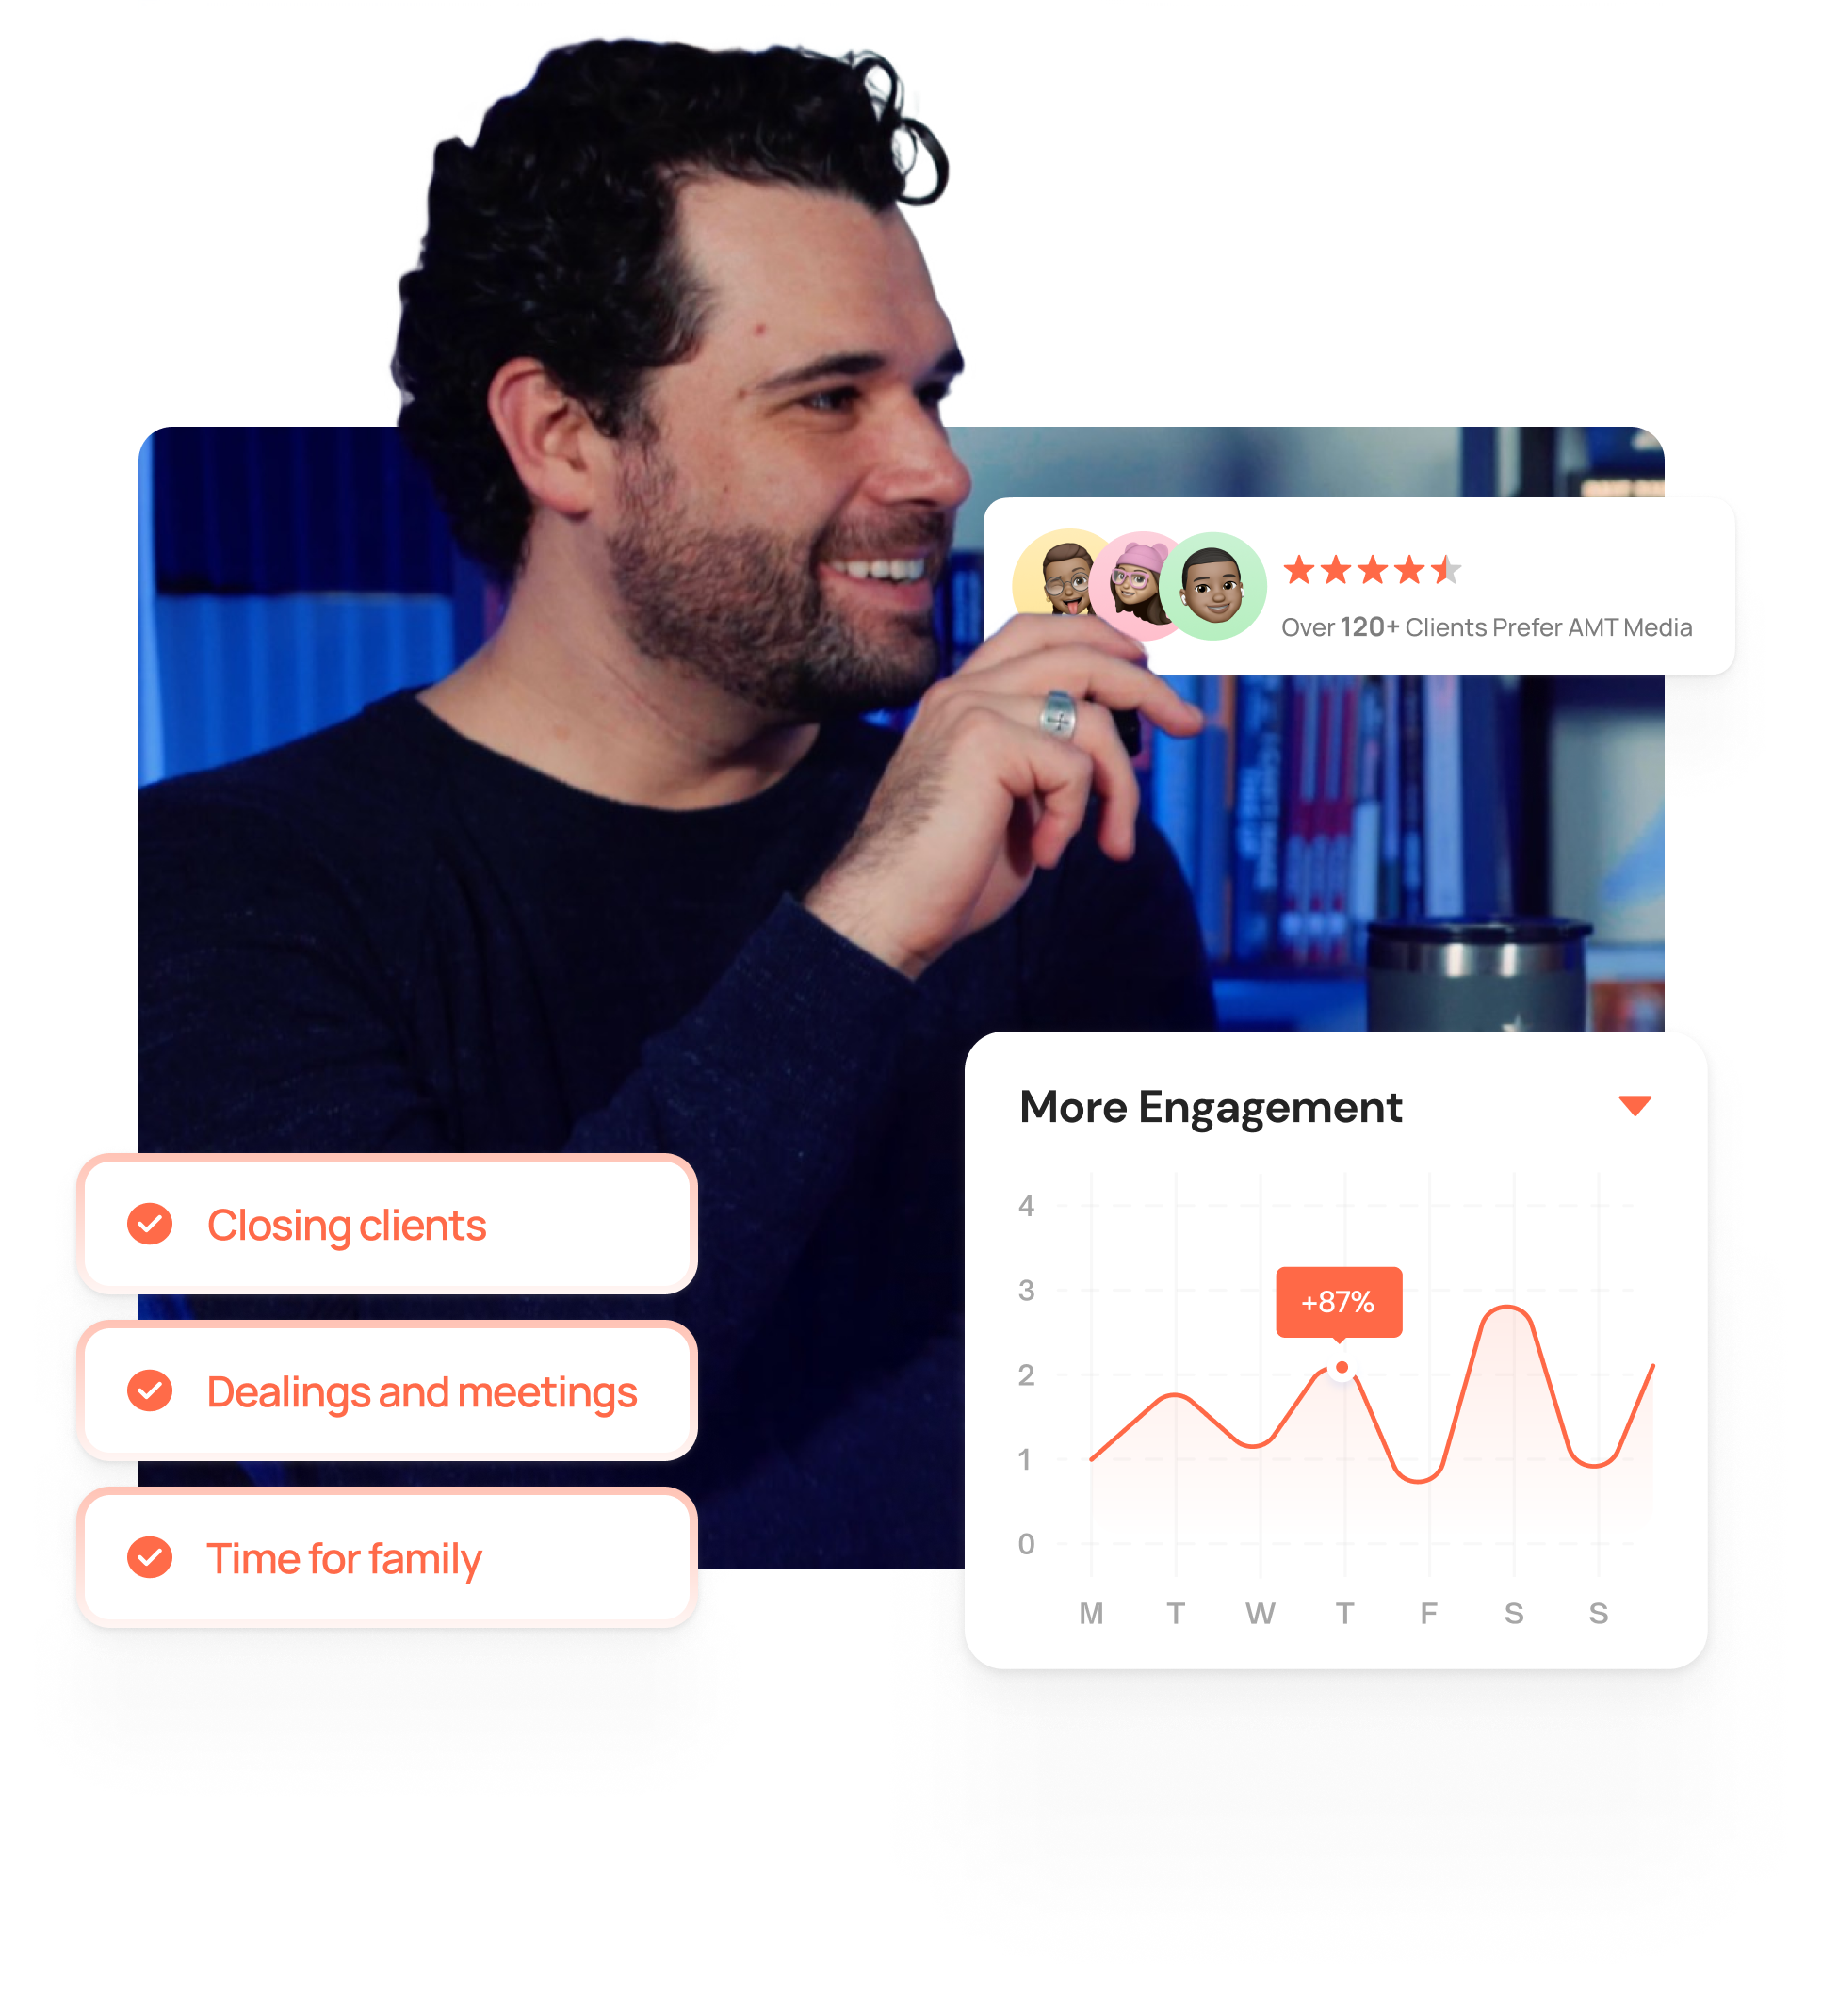 Over 120+ Clients Prefer AMT Media
More Engagement
4
3
+87%
2
1
0
M T W T F S S
Closing clients
Dealings and meetings
Time for family